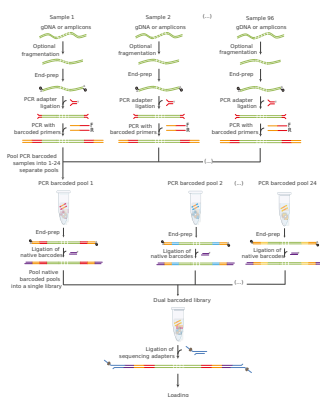 Sample 1
Sample 2
(...)
Sample 96
gDNA or amplicons
gDNA or amplicons
gDNA or amplicons
Optional
fragmentation
Optional
fragmentation
Optional
fragmentation
End-prep
End-prep
End-prep
PCR adapter
ligation
PCR adapter
ligation
PCR adapter
ligation
PCR with
barcoded primers
F
R
PCR with
barcoded primers
F
R
PCR with
barcoded primers
F
R
Pool PCR barcoded
samples into 1-24
separate pools
(...)
PCR barcoded pool 1
PCR barcoded pool 2
(...)
PCR barcoded pool 24
End-prep
End-prep
End-prep
Ligation of
native barcodes
Ligation of
native barcodes
Ligation of
native barcodes
Pool native
barcoded pools
into a single library
(...)
Dual barcoded library
Ligation of
sequencing adapters
Loading